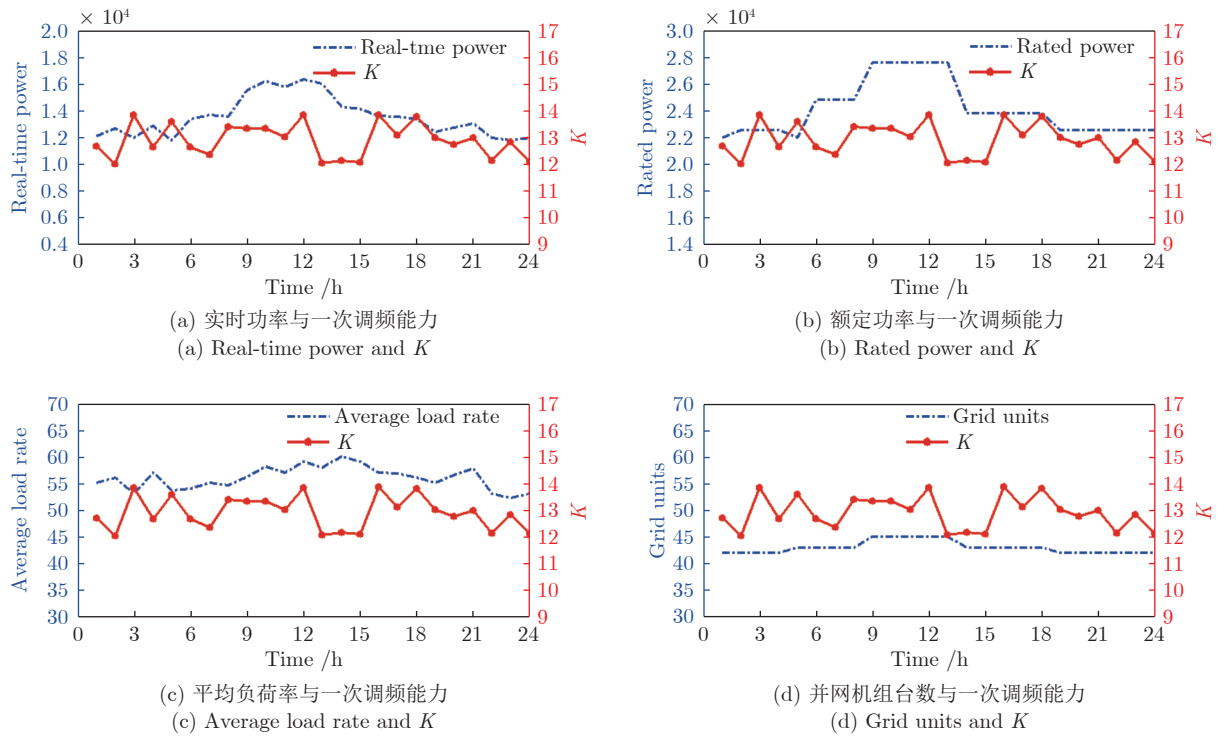 × 10⁴
2.0
1.8
1.6
1.4
1.2
1.0
0.8
0.6
0.4
Real-time power
Real-tme power
K
17
16
15
14
13
12
11
10
9
K
0 3 6 9 12 15 18 21 24
Time /h
(a) 实时功率与一次调频能力
(a) Real-time power and K
× 10⁴
3.0
2.8
2.6
2.4
2.2
2.0
1.8
1.6
1.4
Rated power
Rated power
K
17
16
15
14
13
12
11
10
9
K
0 3 6 9 12 15 18 21 24
Time /h
(b) 额定功率与一次调频能力
(b) Rated power and K
70
65
60
55
50
45
40
35
30
Average load rate
Average load rate
K
17
16
15
14
13
12
11
10
9
K
0 3 6 9 12 15 18 21 24
Time /h
(c) 平均负荷率与一次调频能力
(c) Average load rate and K
70
65
60
55
50
45
40
35
30
Grid units
Grid units
K
17
16
15
14
13
12
11
10
9
K
0 3 6 9 12 15 18 21 24
Time /h
(d) 并网机组台数与一次调频能力
(d) Grid units and K